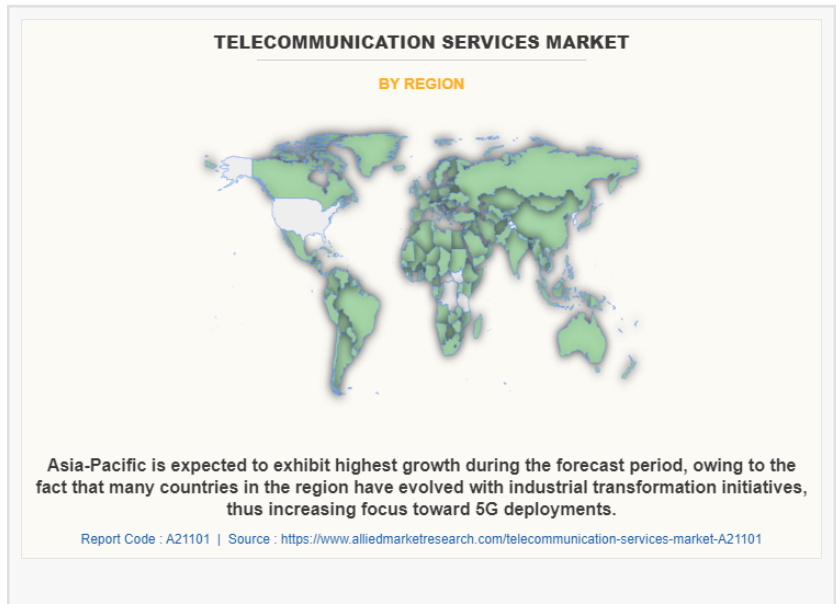 TELECOMMUNICATION SERVICES MARKET
BY REGION
Asia-Pacific is expected to exhibit highest growth during the forecast period, owing to the
fact that many countries in the region have evolved with industrial transformation initiatives,
thus increasing focus toward 5G deployments.
Report Code : A21101 | Source : https://www.alliedmarketresearch.com/telecommunication-services-market-A21101